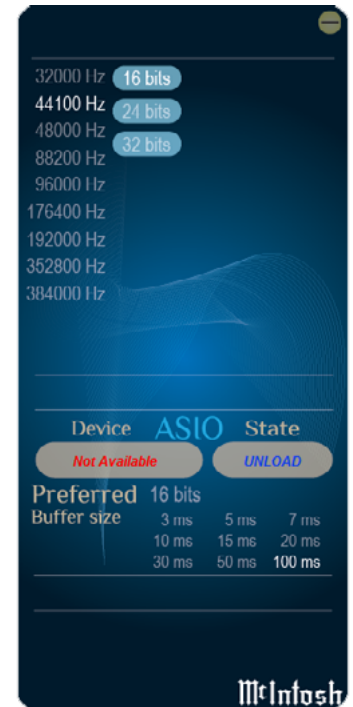 32000 Hz 16 bits
44100 Hz 24 bits
48000 Hz 32 bits
88200 Hz
96000 Hz
176400 Hz
192000 Hz
352800 Hz
384000 Hz
Device ASIO State
Not Available UNLOAD
Preferred 16 bits
Buffer size 3 ms 5 ms 7 ms
10 ms 15 ms 20 ms
30 ms 50 ms 100 ms
McIntosh